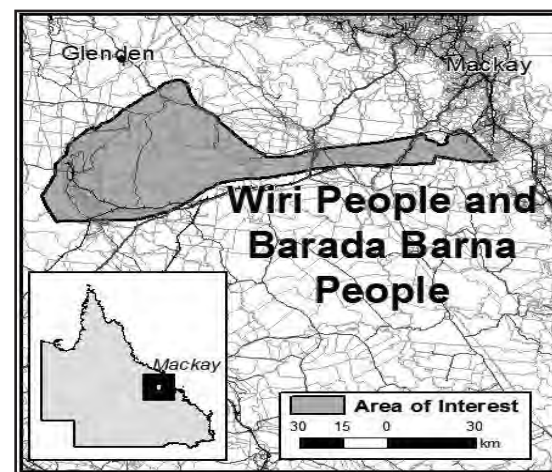 Glenden
Mackay
Wiri People and
Barada Barna
People
Mackay
Area of Interest
30 15 0 30
km